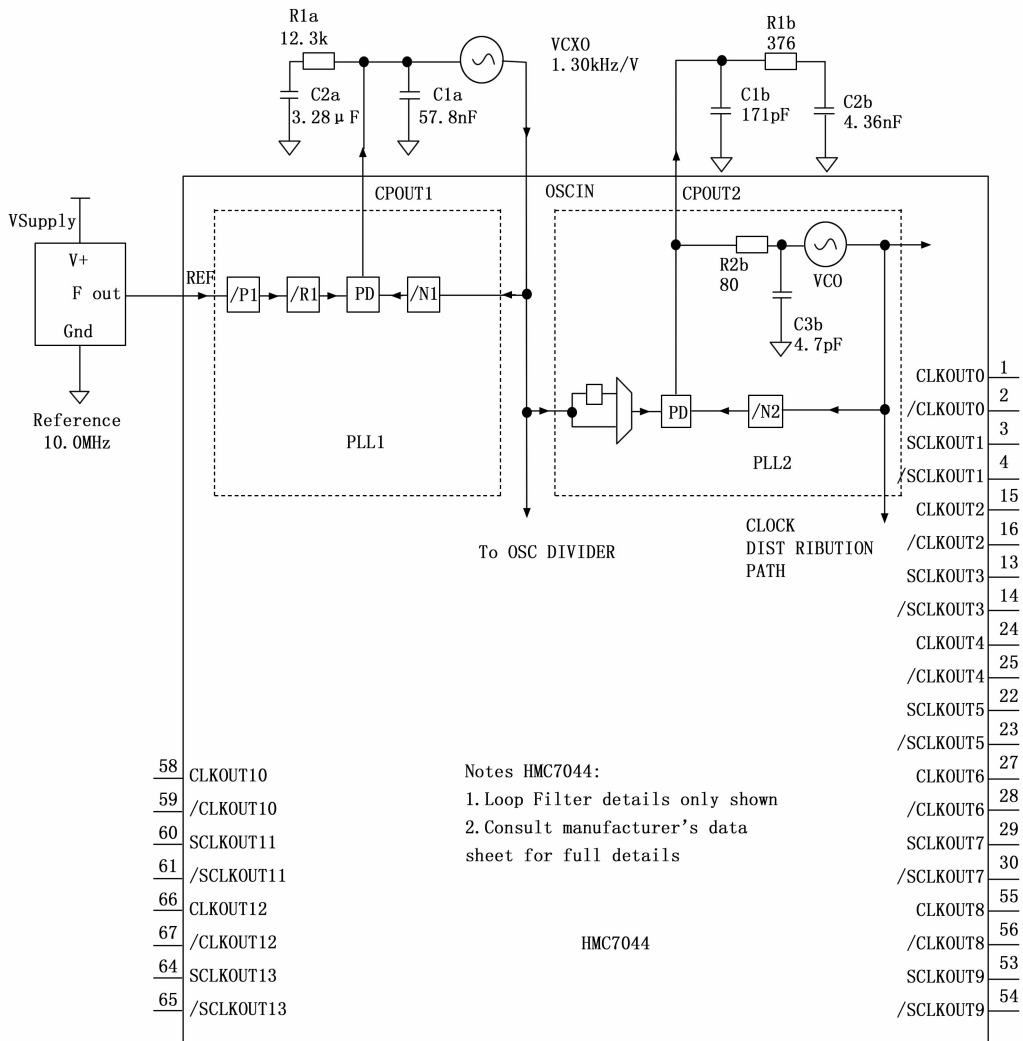 R1a
12.3k
C2a
3.28μF
C1a
57.8nF
VCXO
1.30kHz/V
R1b
376
C1b
171pF
C2b
4.36nF
CPOUT1
OSCIN
CPOUT2
VSupply
V+
F out
Gnd
Reference
10.0MHz
REF
/P1
/R1
PD
/N1
PLL1
R2b
80
VCO
C3b
4.7pF
PD
/N2
PLL2
To OSC DIVIDER
CLOCK
DIST RIBUTION
PATH
CLKOUT0 1
/CLKOUT0 2
SCLKOUT1 3
/SCLKOUT1 4
CLKOUT2 15
/CLKOUT2 16
SCLKOUT3 13
/SCLKOUT3 14
CLKOUT4 24
/CLKOUT4 25
SCLKOUT5 22
/SCLKOUT5 23
CLKOUT6 27
/CLKOUT6 28
SCLKOUT7 29
/SCLKOUT7 30
CLKOUT8 55
/CLKOUT8 56
SCLKOUT9 53
/SCLKOUT9 54
58 CLKOUT10
59 /CLKOUT10
60 SCLKOUT11
61 /SCLKOUT11
66 CLKOUT12
67 /CLKOUT12
64 SCLKOUT13
65 /SCLKOUT13
Notes HMC7044:
1.Loop Filter details only shown
2.Consult manufacturer's data
sheet for full details
HMC7044